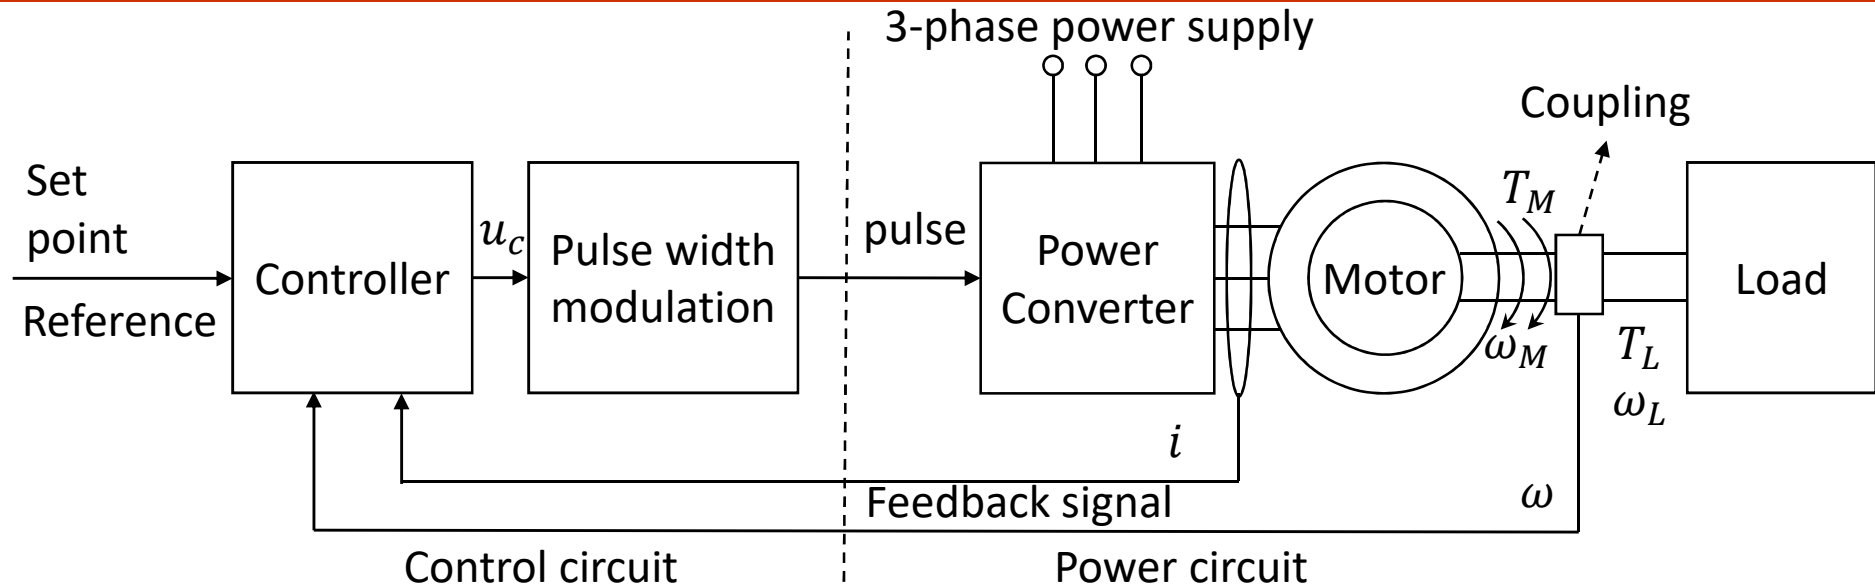 3-phase power supply
Coupling
Set
point
Reference
Controller
u_c
Pulse width
modulation
pulse
Power
Converter
Motor
T_M
ω_M
T_L
ω_L
Load
i
Feedback signal
ω
Control circuit
Power circuit